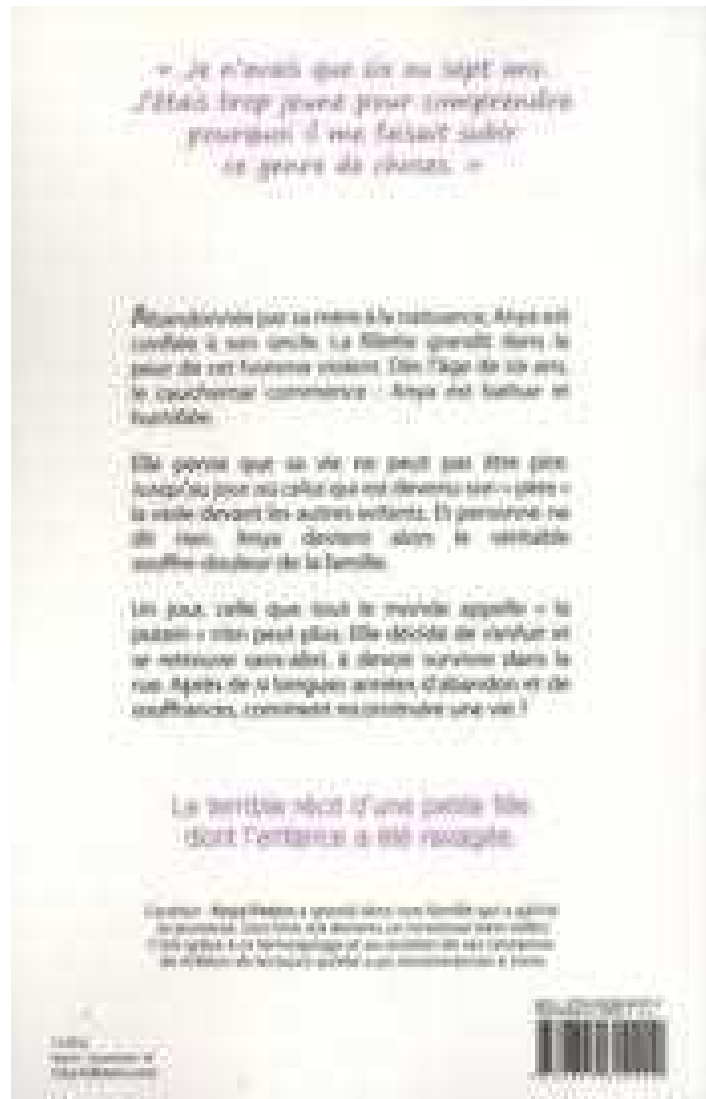 « Je n'avais que six ou sept ans.
J'étais trop jeune pour comprendre
pourquoi il me faisait subir
ce genre de choses. »
Abandonnée par sa mère à la naissance, Anya est
confiée à son oncle. La fillette grandit dans la
peur de cet homme violent. Dès l'âge de six ans,
le cauchemar commence : Anya est battue et
humiliée.
Elle pense que sa vie ne peut pas être pire.
Jusqu'au jour où celui qui est devenu son « père »
la viole devant les autres enfants. Et personne ne
dit rien. Anya devient alors le véritable
souffre-douleur de la famille.
Un jour, celle que tout le monde appelle « la
putain » n'en peut plus. Elle décide de s'enfuir et
se retrouve sans-abri, à devoir survivre dans la
rue. Après de si longues années d'abandon et de
souffrances, comment reconstruire une vie ?
Le terrible récit d'une petite fille
dont l'enfance a été ravagée.